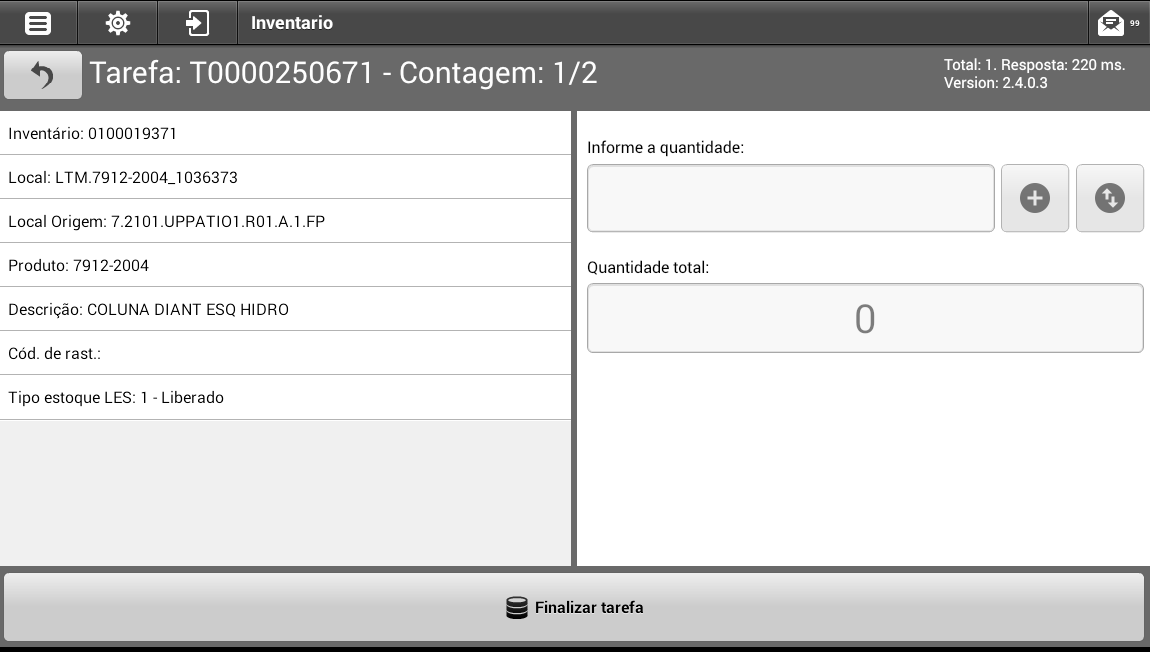 Inventario
99
Tarefa: T0000250671 - Contagem: 1/2
Total: 1. Resposta: 220 ms.
Version: 2.4.0.3
Inventário: 0100019371
Local: LTM.7912-2004_1036373
Local Origem: 7.2101.UPPATIO1.R01.A.1.FP
Produto: 7912-2004
Descrição: COLUNA DIANT ESQ HIDRO
Cód. de rast.:
Tipo estoque LES: 1 - Liberado
Informe a quantidade:
Quantidade total:
0
Finalizar tarefa